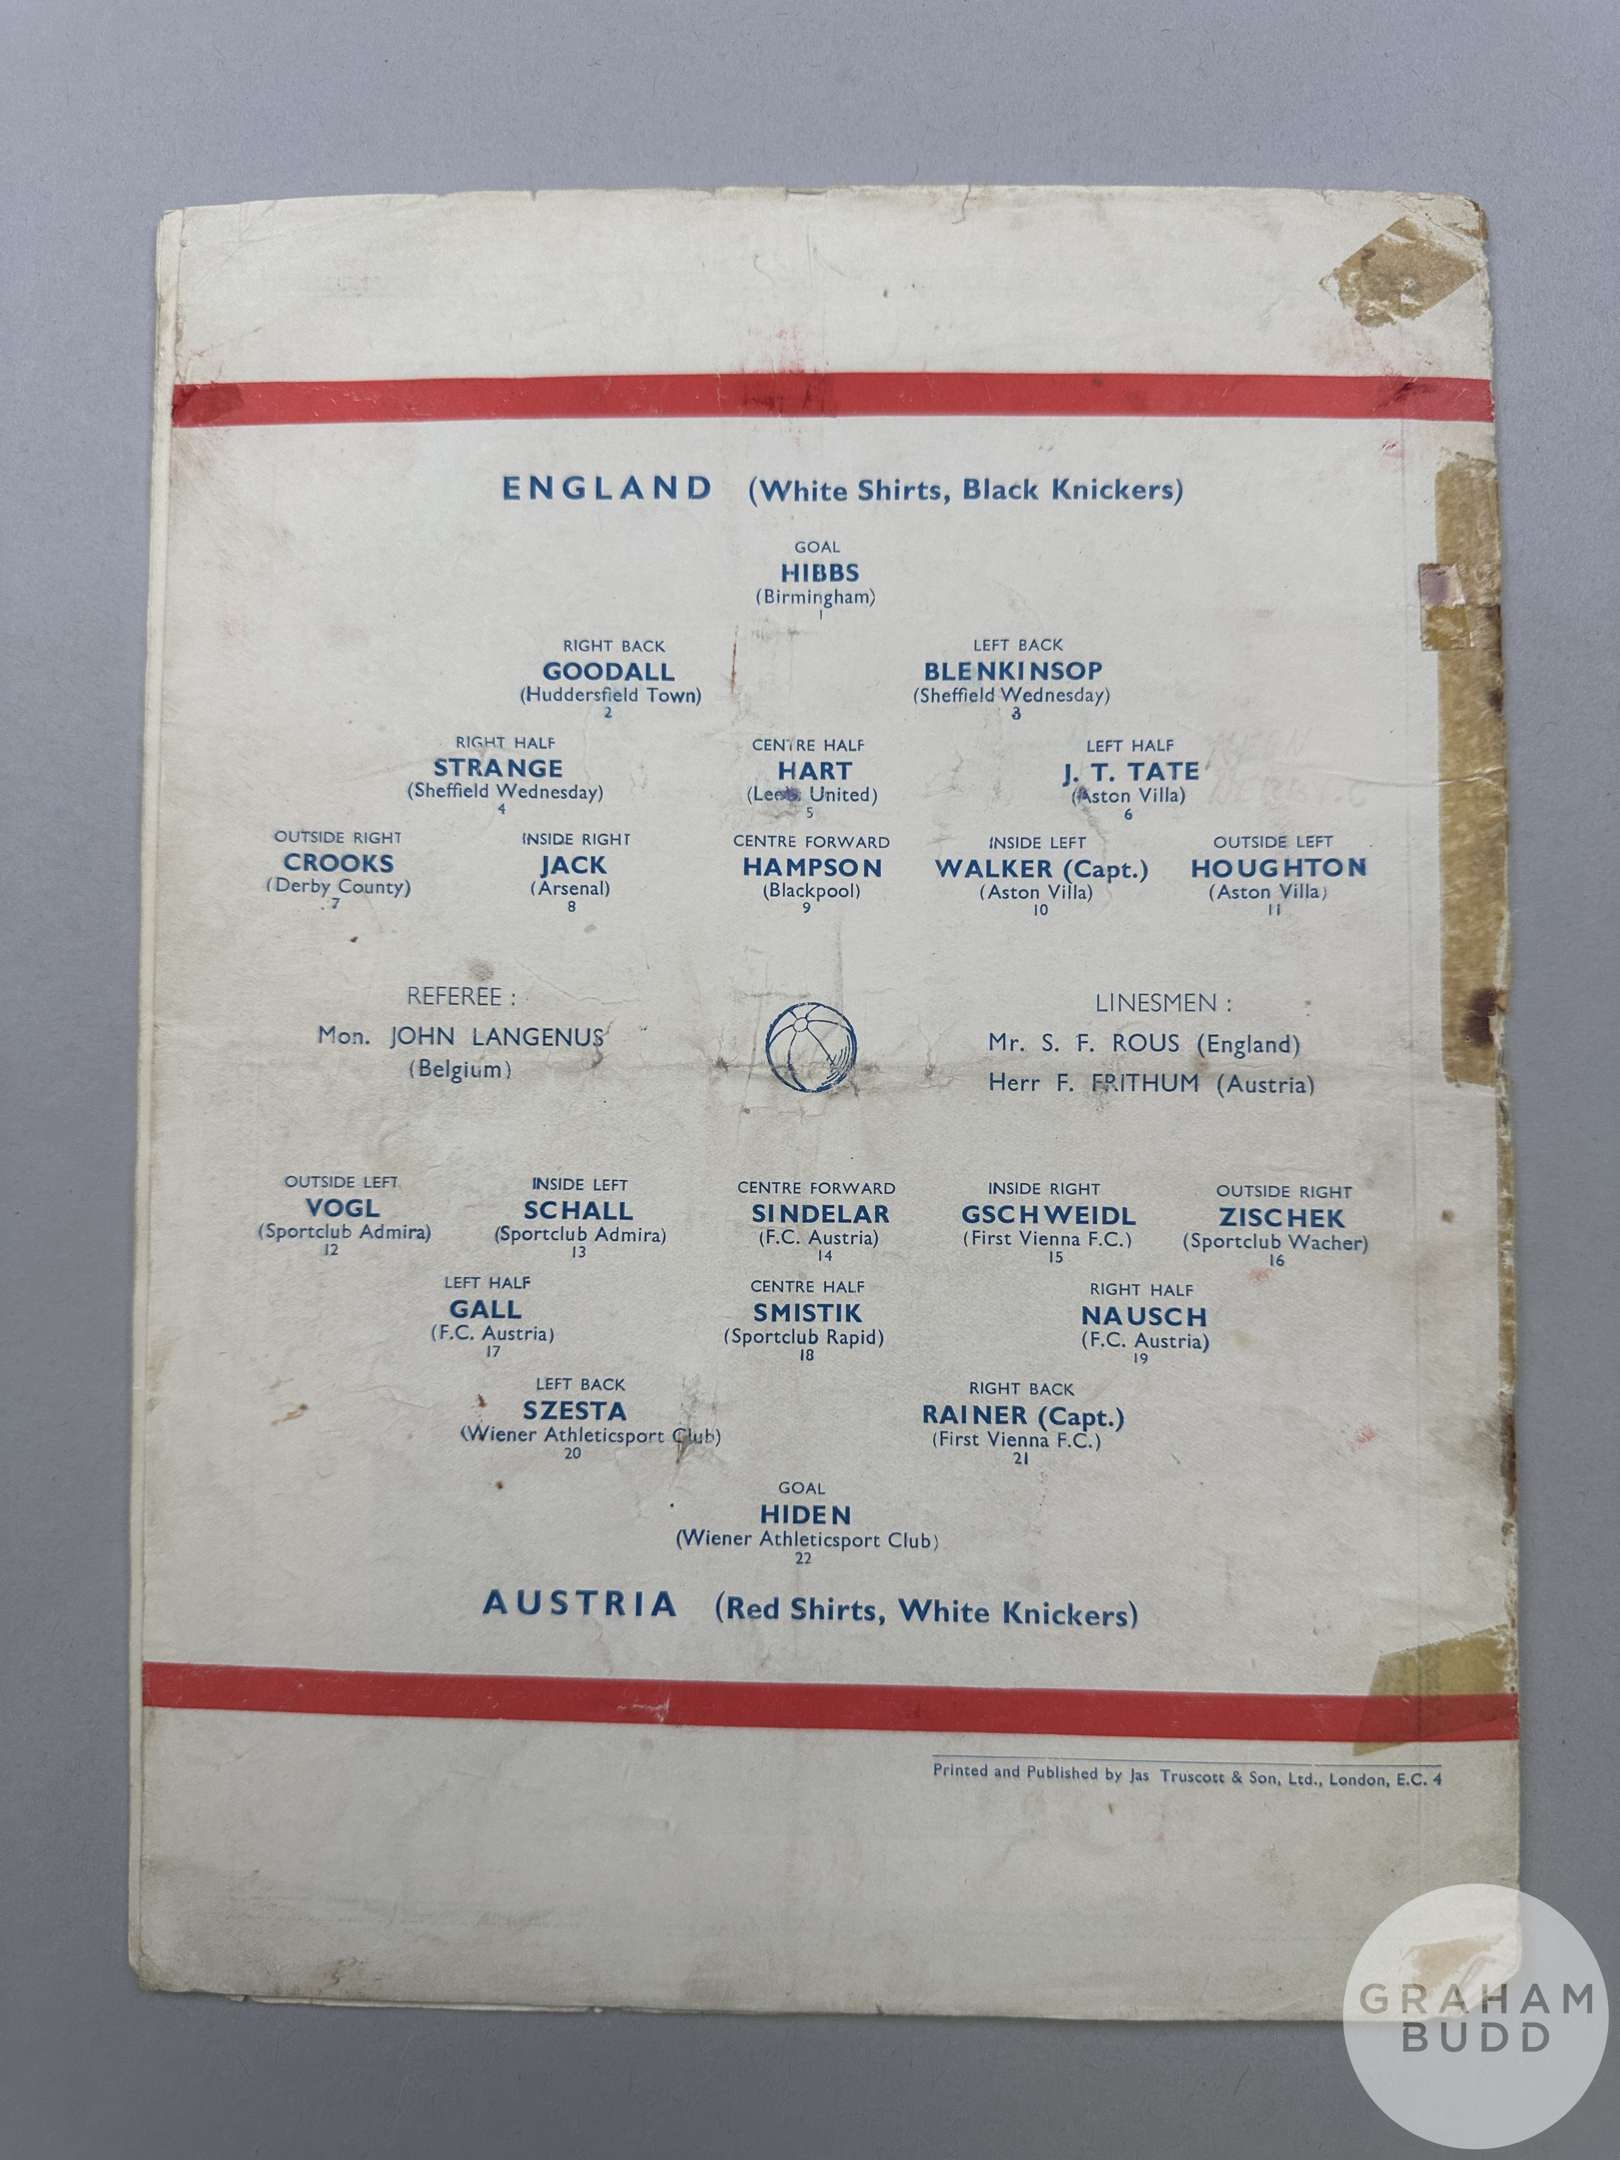 ENGLAND (White Shirts, Black Knickers)
GOAL
HIBBS
(Birmingham)
1
RIGHT BACK LEFT BACK
GOODALL BLENKINSOP
(Huddersfield Town) (Sheffield Wednesday)
2 3
RIGHT HALF CENTRE HALF LEFT HALF
STRANGE HART J. T. TATE
(Sheffield Wednesday) (Leeds United) (Aston Villa)
4 5 6
OUTSIDE RIGHT INSIDE RIGHT CENTRE FORWARD INSIDE LEFT OUTSIDE LEFT
CROOKS JACK HAMPSON WALKER (Capt.) HOUGHTON
(Derby County) (Arsenal) (Blackpool) (Aston Villa) (Aston Villa)
7 8 9 10 11
REFEREE : LINESMEN :
Mon. JOHN LANGENUS Mr. S. F. ROUS (England)
(Belgium) Herr F. FRITHUM (Austria)
OUTSIDE LEFT INSIDE LEFT CENTRE FORWARD INSIDE RIGHT OUTSIDE RIGHT
VOGL SCHALL SINDELAR GSCHWEIDL ZISCHEK
(Sportclub Admira) (Sportclub Admira) (F.C. Austria) (First Vienna F.C.) (Sportclub Wacher)
12 13 14 15 16
LEFT HALF CENTRE HALF RIGHT HALF
GALL SMISTIK NAUSCH
(F.C. Austria) (Sportclub Rapid) (F.C. Austria)
17 18 19
LEFT BACK RIGHT BACK
SZESTA RAINER (Capt.)
(Wiener Athleticsport Club) (First Vienna F.C.)
20 21
GOAL
HIDEN
(Wiener Athleticsport Club)
22
AUSTRIA (Red Shirts, White Knickers)
Printed and Published by Jas Truscott & Son, Ltd., London, E.C. 4
GRAHAM
BUDD